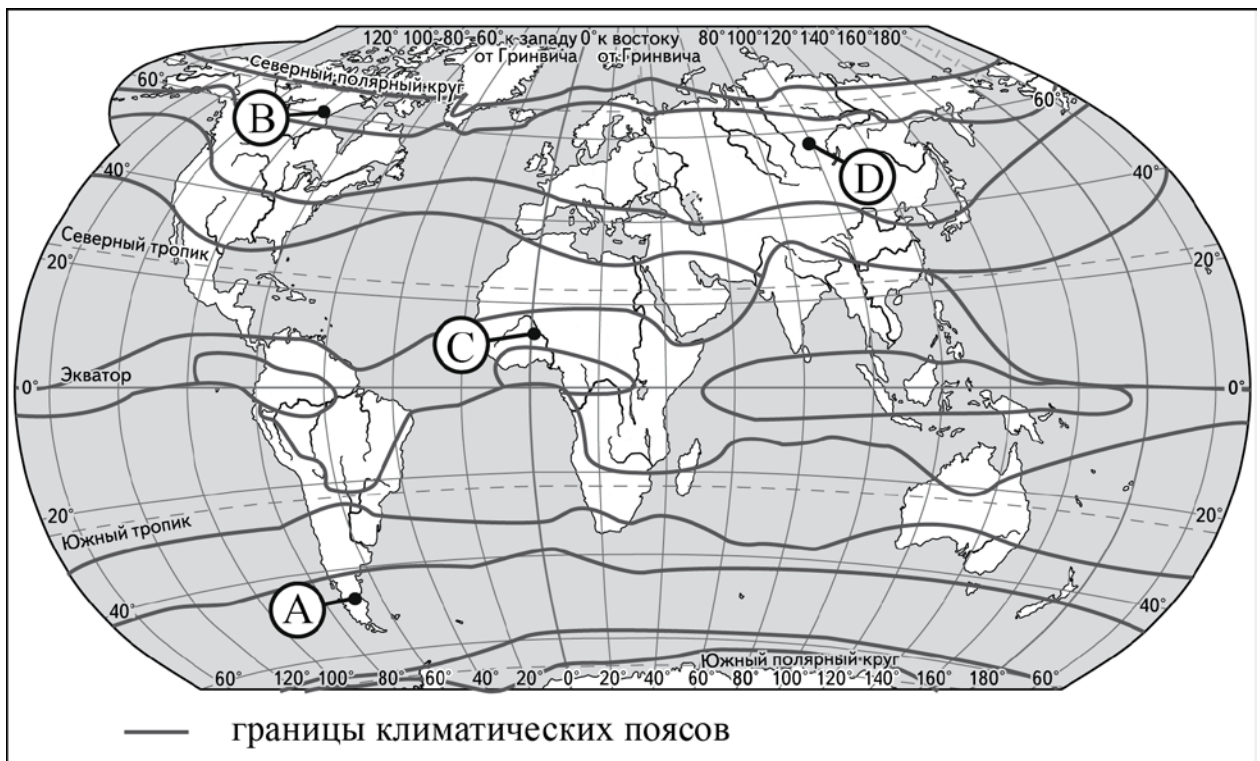 120° 100° 80° 60° к западу 0° к востоку 80° 100° 120° 140° 160° 180°
от Гринвича от Гринвича
Северный полярный круг
60° 60°
B
D
40° 40°
Северный тропик
20° 20°
C
Экватор
0° 0°
20° 20°
Южный тропик
A
40° 40°
Южный полярный круг
60° 120° 100° 80° 60° 40° 20° 0° 20° 40° 60° 80° 100° 120° 140° 160° 180° 60°
границы климатических поясов